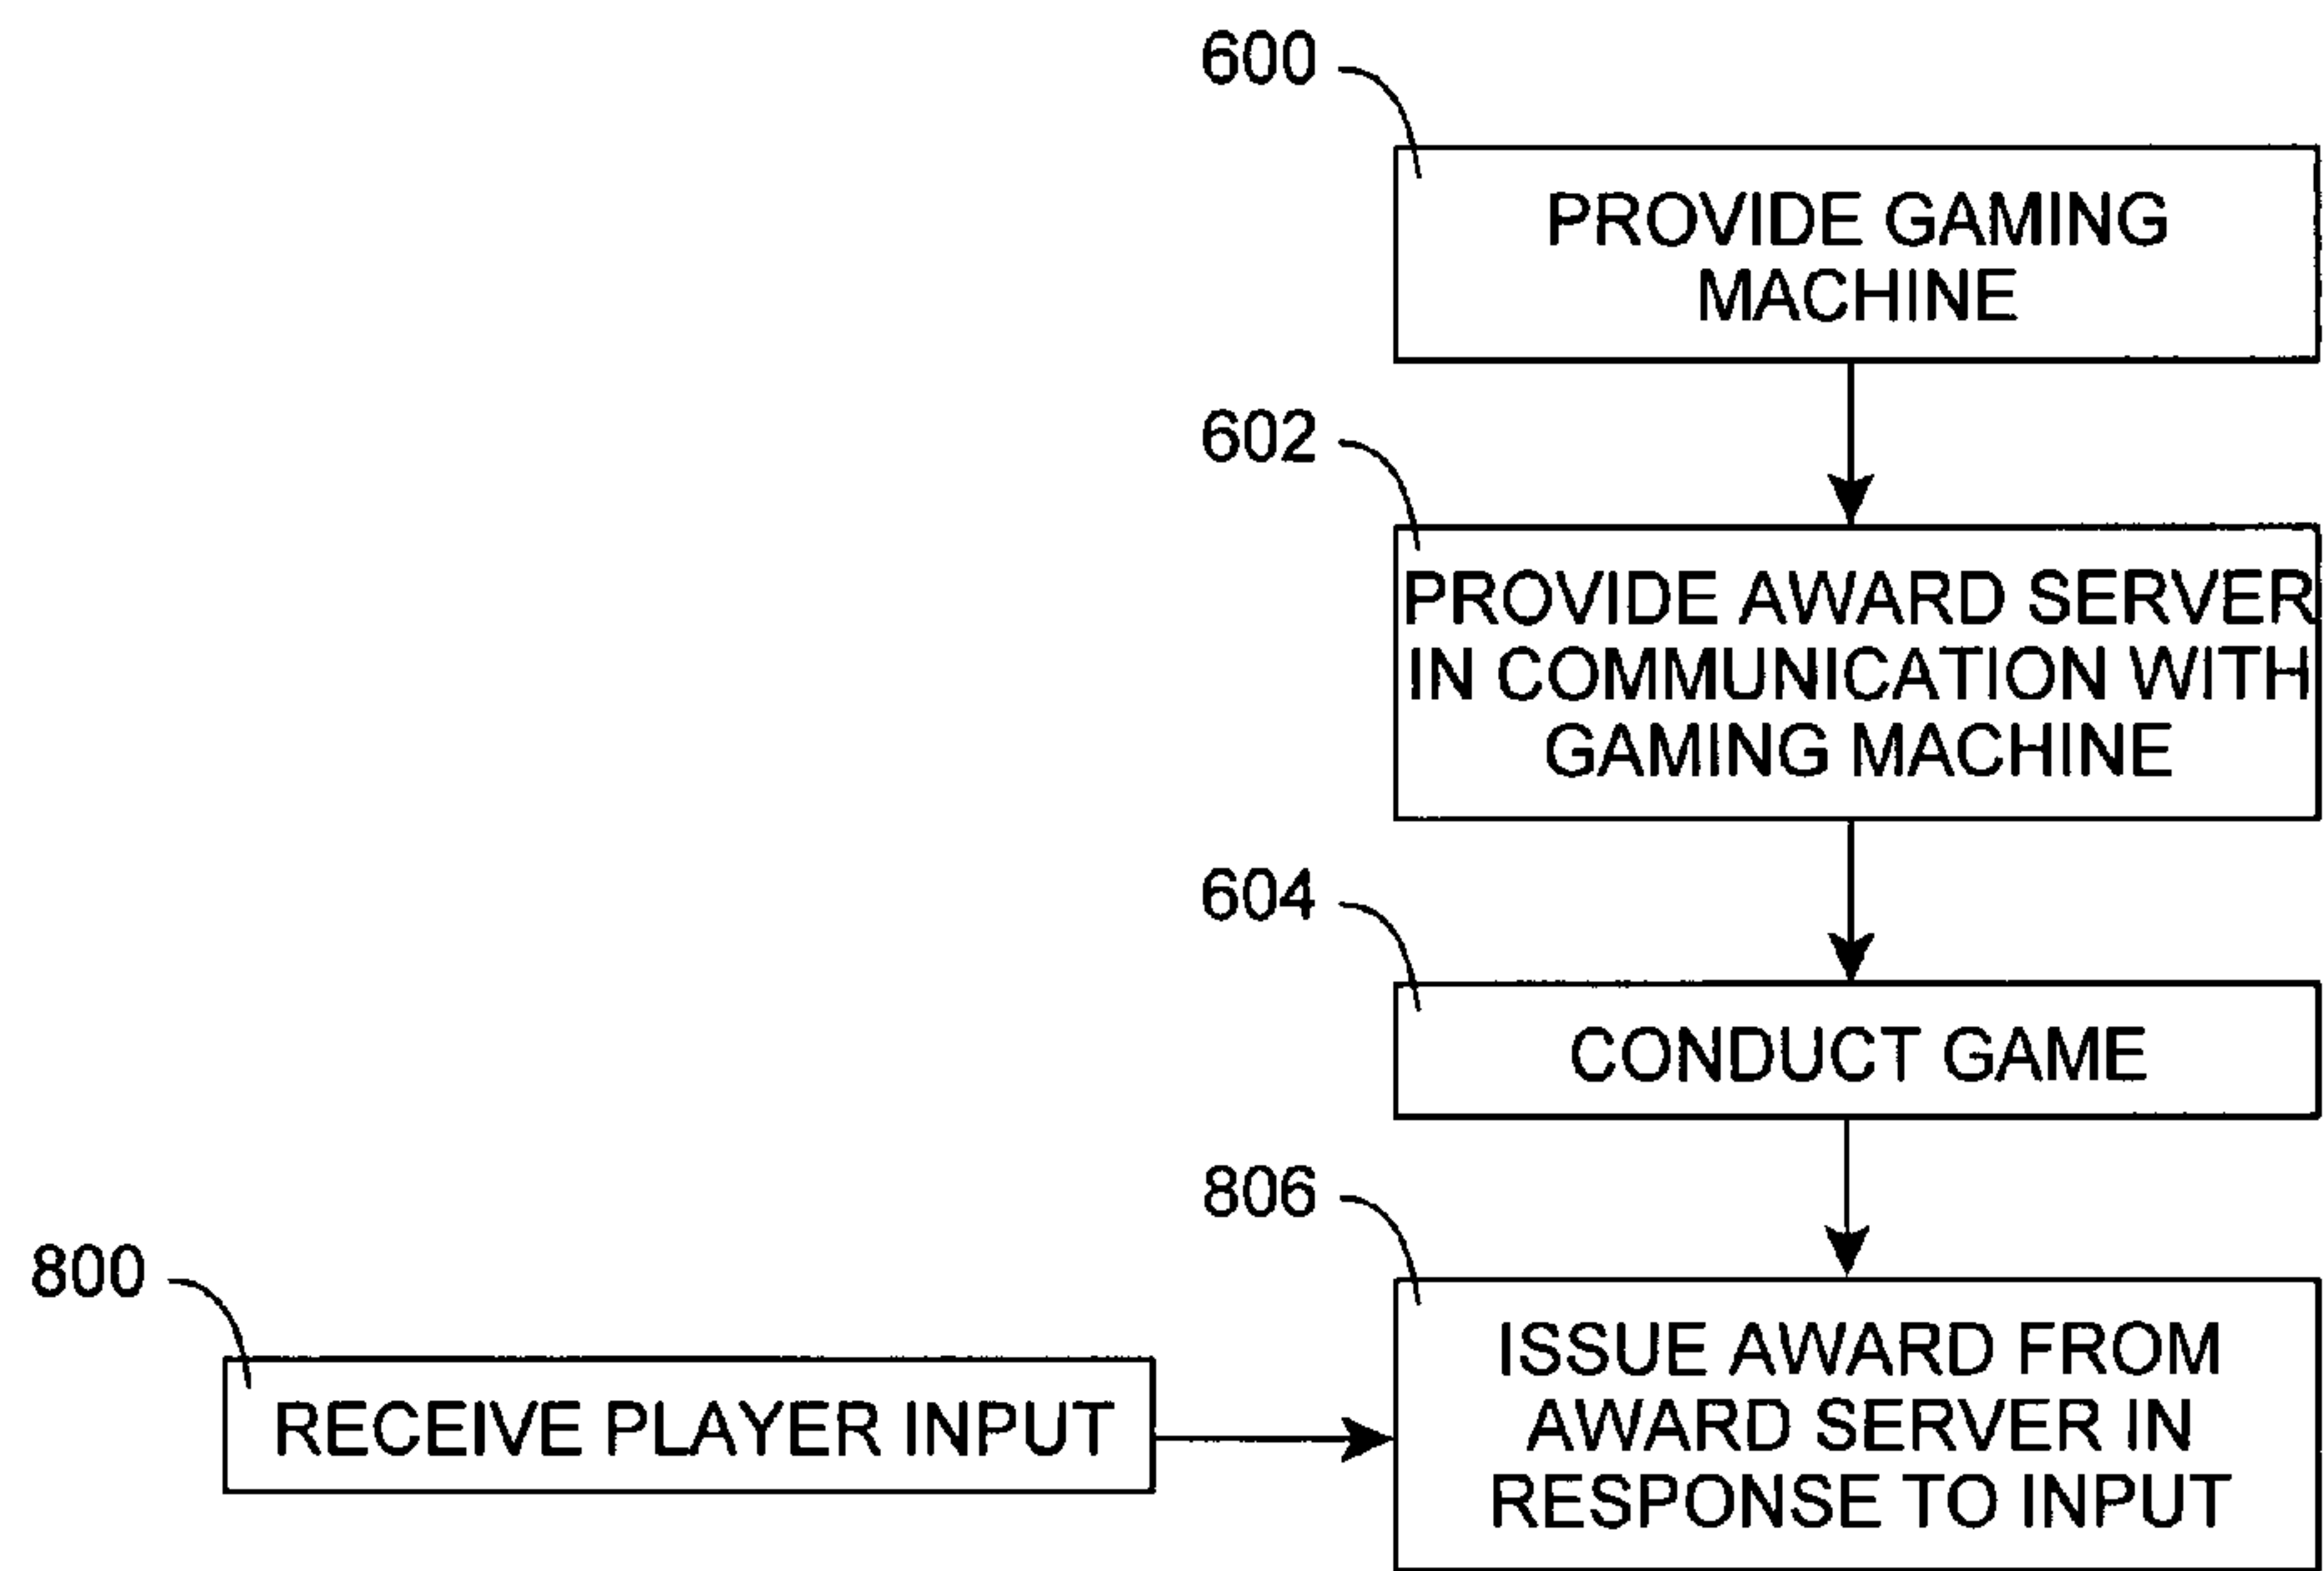 600
PROVIDE GAMING
MACHINE
602
PROVIDE AWARD SERVER
IN COMMUNICATION WITH
GAMING MACHINE
604
CONDUCT GAME
806
ISSUE AWARD FROM
AWARD SERVER IN
RESPONSE TO INPUT
800
RECEIVE PLAYER INPUT